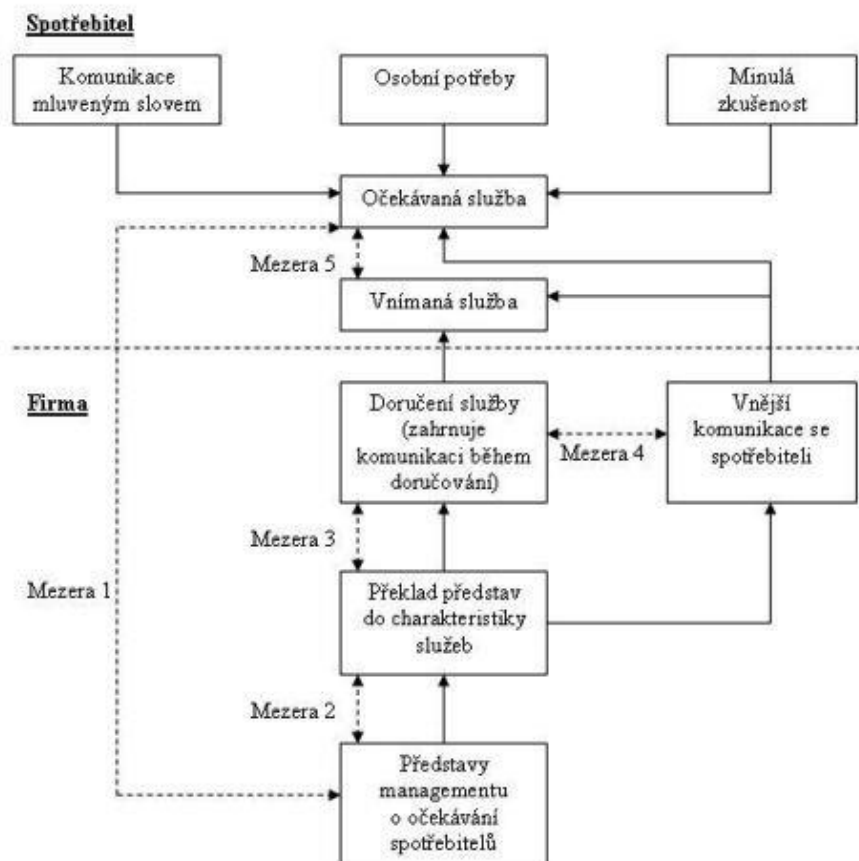 Spotřebitel
Komunikace
mluveným slovem
Osobní potřeby
Minulá
zkušenost
Očekávaná služba
Mezera 5
Vnímaná služba
Firma
Doručení služby
(zahrnuje
komunikaci během
doručování)
Mezera 4
Vnější
komunikace se
spotřebiteli
Mezera 3
Mezera 1
Překlad představ
do charakteristiky
služeb
Mezera 2
Představy
managementu
o očekávání
spotřebitelů